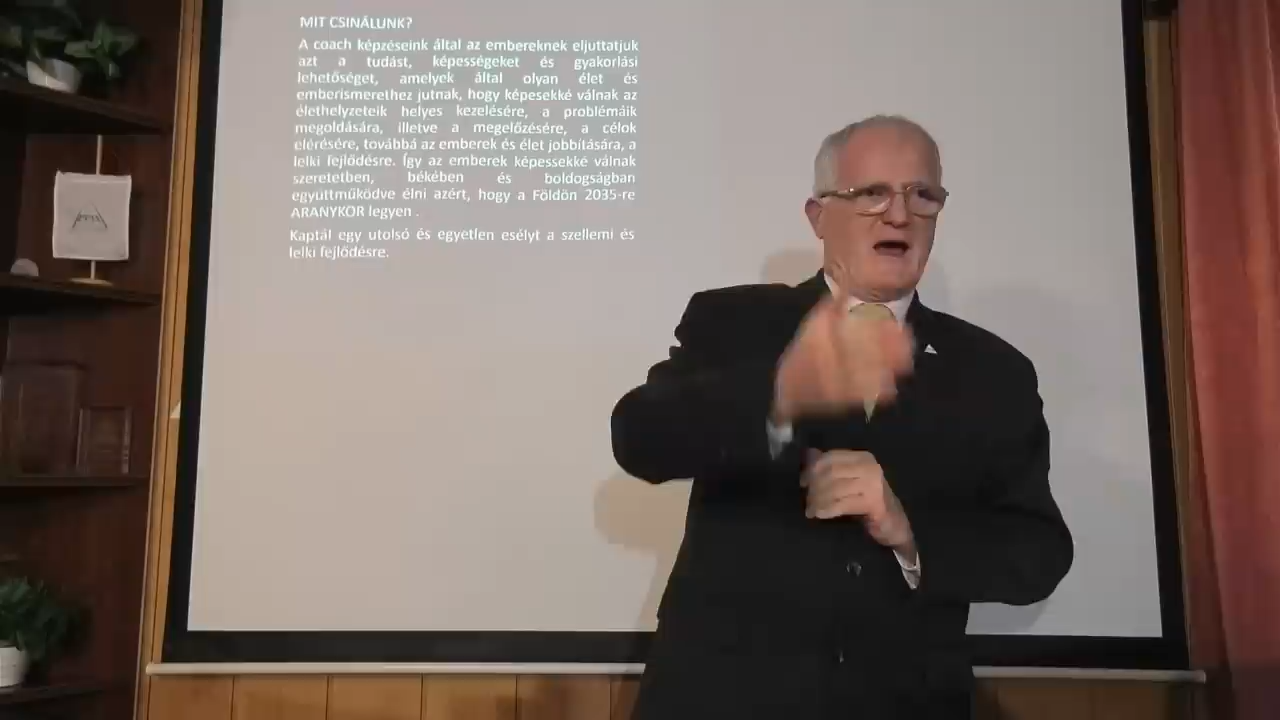 MIT CSINÁLUNK?
A coach képzéseink által az embereknek eljuttatjuk
azt a tudást, képességeket és gyakorlási
lehetőséget, amelyek által olyan élet és
emberismerethez jutnak, hogy képesekké válnak az
élethelyzeteik helyes kezelésére, a problémáik
megoldására, illetve a megelőzésére, a célok
elérésére, továbbá az emberek és élet jobbítására, a
lelki fejlődésre. Így az emberek képessekké válnak
szeretetben, békében és boldogságban
együttműködve élni azért, hogy a Földön 2035-re
ARANYKOR legyen .
Kaptál egy utolsó és egyetlen esélyt a szellemi és
lelki fejlődésre.